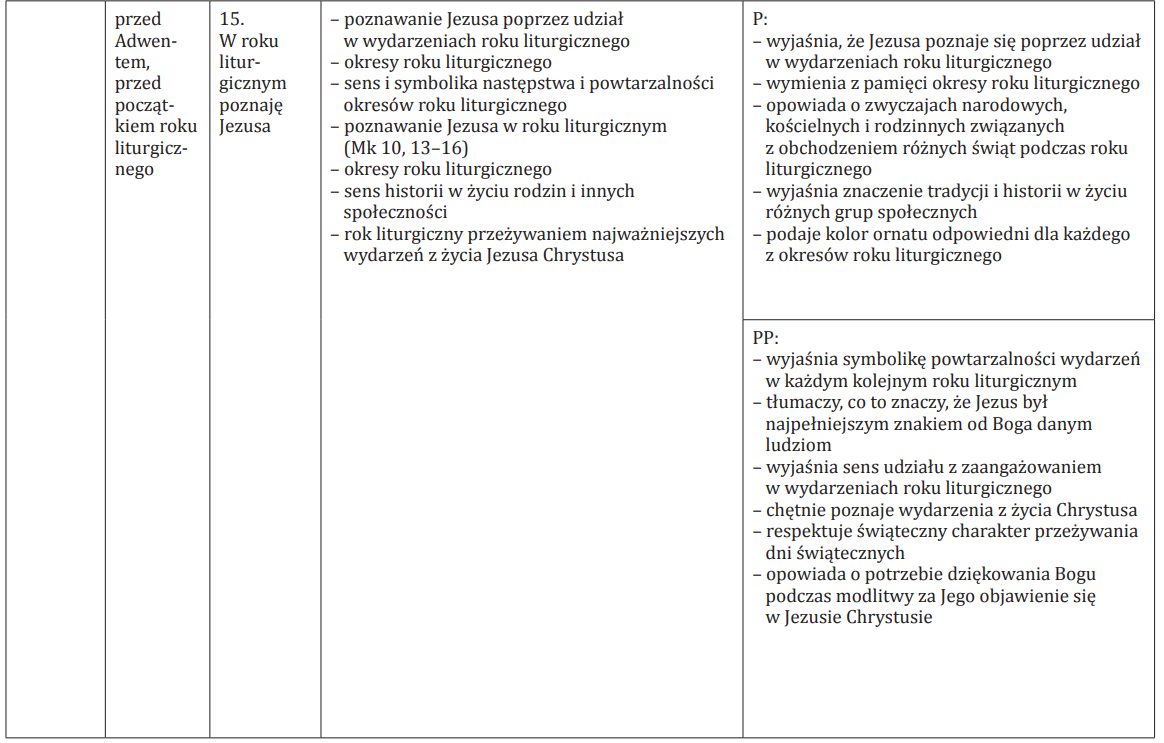 przed
Adwen-
tem,
przed
począt-
kiem roku
liturgicz-
nego
15.
W roku
litur-
gicznym
poznaję
Jezusa
– poznawanie Jezusa poprzez udział
w wydarzeniach roku liturgicznego
– okresy roku liturgicznego
– sens i symbolika następstwa i powtarzalności
okresów roku liturgicznego
– poznawanie Jezusa w roku liturgicznym
(Mk 10, 13–16)
– okresy roku liturgicznego
– sens historii w życiu rodzin i innych
społeczności
– rok liturgiczny przeżywaniem najważniejszych
wydarzeń z życia Jezusa Chrystusa
P:
– wyjaśnia, że Jezusa poznaje się poprzez udział
w wydarzeniach roku liturgicznego
– wymienia z pamięci okresy roku liturgicznego
– opowiada o zwyczajach narodowych,
kościelnych i rodzinnych związanych
z obchodzeniem różnych świąt podczas roku
liturgicznego
– wyjaśnia znaczenie tradycji i historii w życiu
różnych grup społecznych
– podaje kolor ornatu odpowiedni dla każdego
z okresów roku liturgicznego
PP:
– wyjaśnia symbolikę powtarzalności wydarzeń
w każdym kolejnym roku liturgicznym
– tłumaczy, co to znaczy, że Jezus był
najpełniejszym znakiem od Boga danym
ludziom
– wyjaśnia sens udziału z zaangażowaniem
w wydarzeniach roku liturgicznego
– chętnie poznaje wydarzenia z życia Chrystusa
– respektuje świąteczny charakter przeżywania
dni świątecznych
– opowiada o potrzebie dziękowania Bogu
podczas modlitwy za Jego objawienie się
w Jezusie Chrystusie